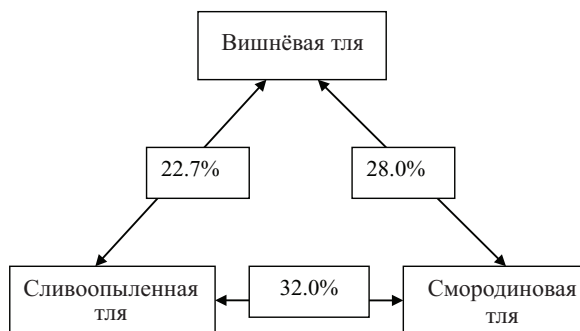 Вишнёвая тля
22.7%
28.0%
Сливоопыленная
тля
32.0%
Смородиновая
тля